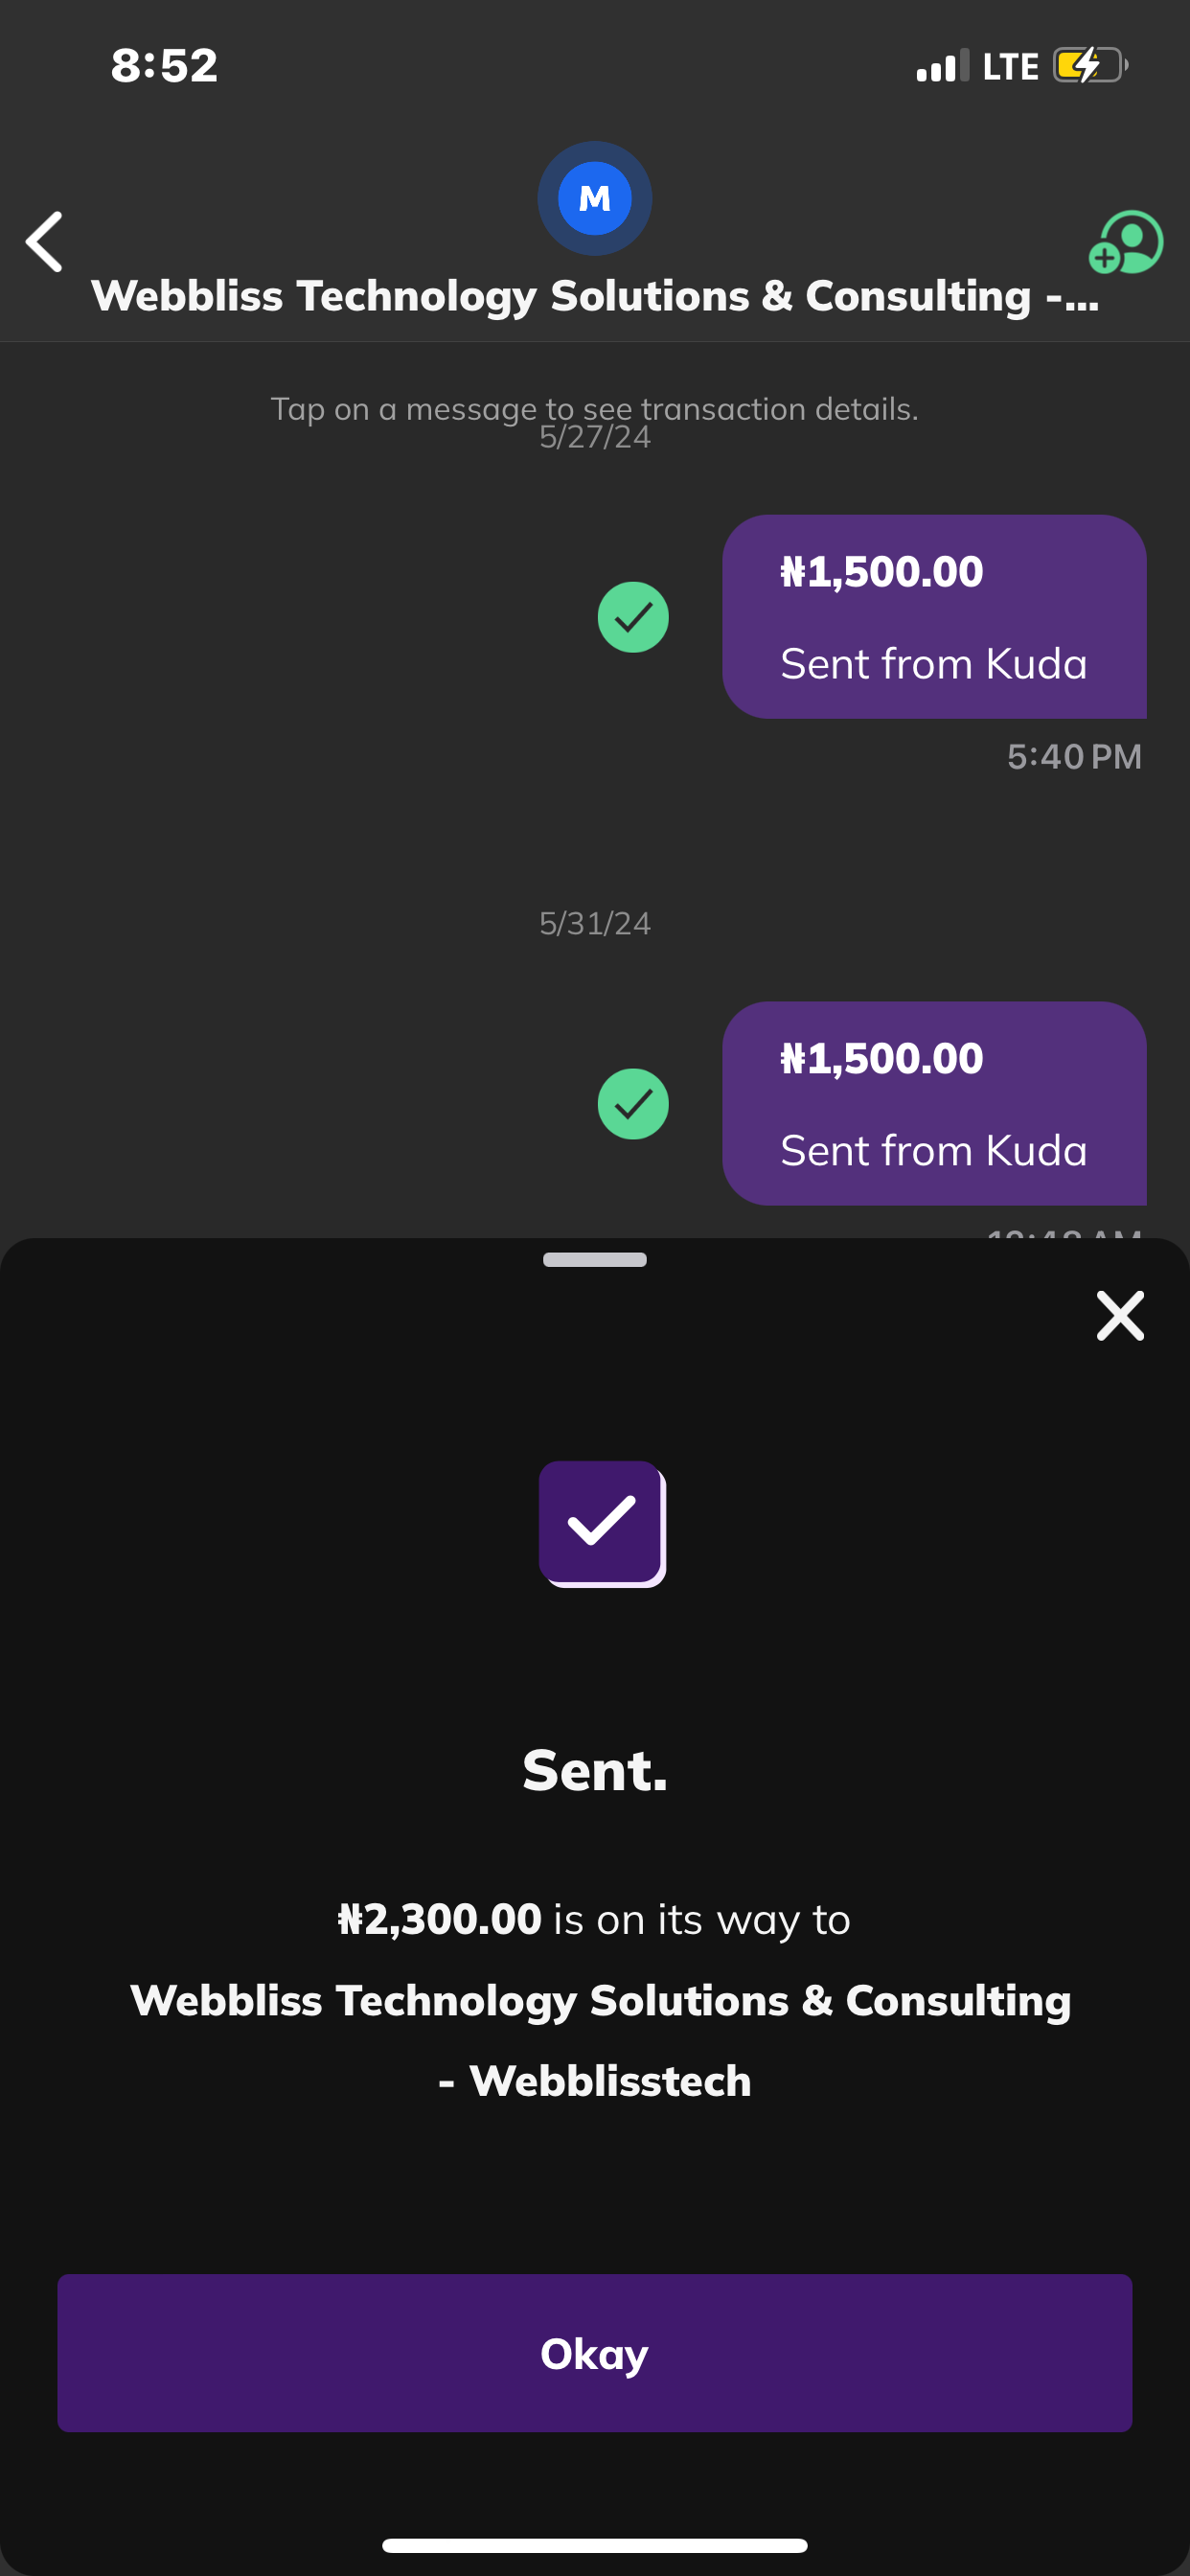 8:52
LTE
M
Webbliss Technology Solutions & Consulting -...
Tap on a message to see transaction details.
5/27/24
₦1,500.00
Sent from Kuda
5:40 PM
5/31/24
₦1,500.00
Sent from Kuda
Sent.
₦2,300.00 is on its way to
Webbliss Technology Solutions & Consulting
- Webblisstech
Okay